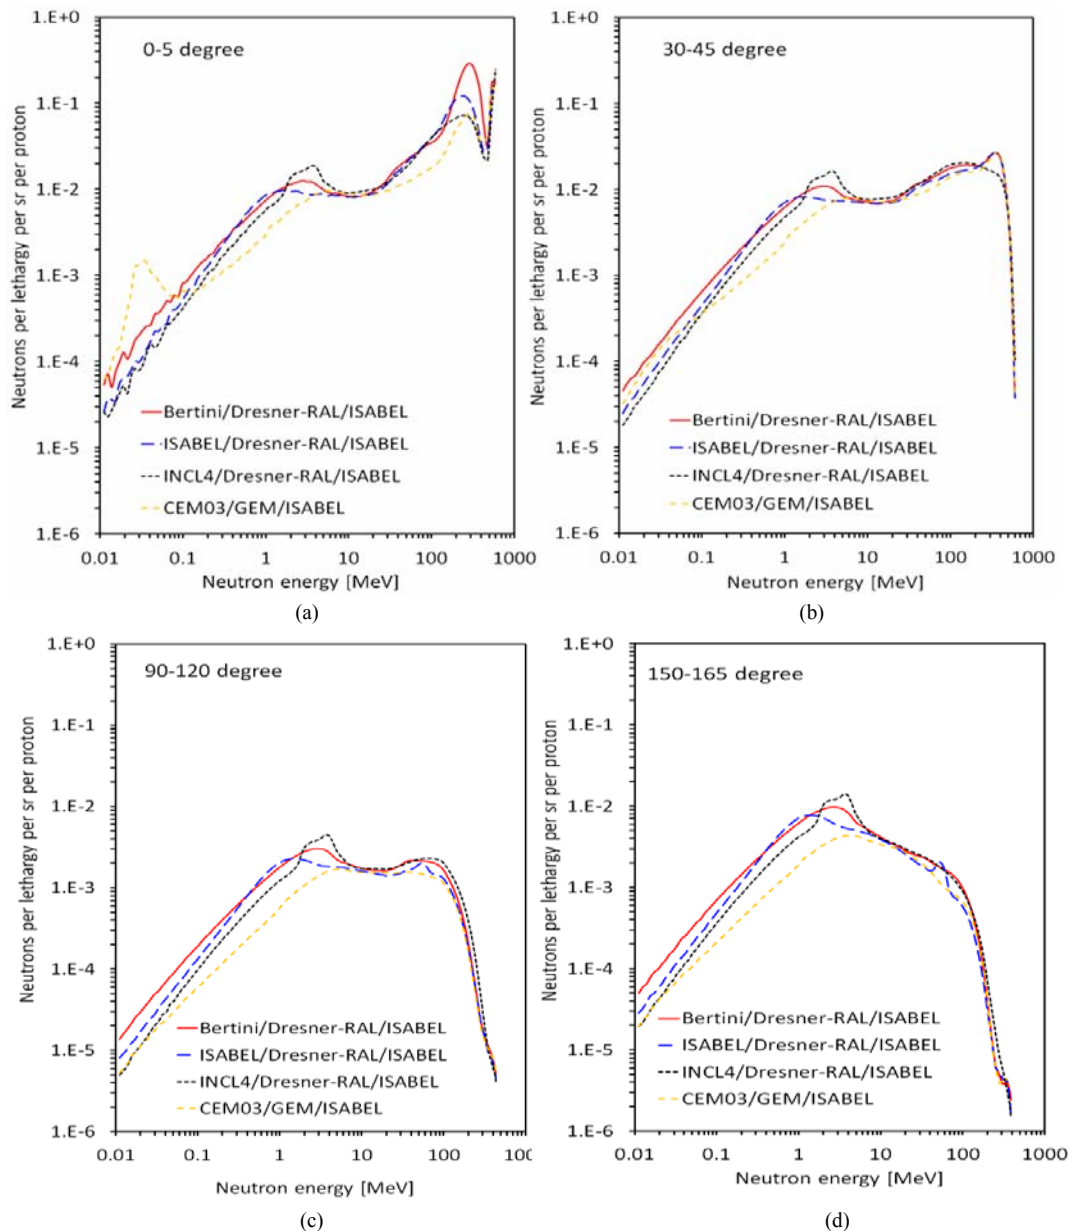 0-5 degree
Neutrons per lethargy per sr per proton
1.E+0
1.E-1
1.E-2
1.E-3
1.E-4
1.E-5
1.E-6
Bertini/Dresner-RAL/ISABEL
ISABEL/Dresner-RAL/ISABEL
INCL4/Dresner-RAL/ISABEL
CEM03/GEM/ISABEL
0.01 0.1 1 10 100 1000
Neutron energy [MeV]
(a)
30-45 degree
Neutrons per lethargy per sr per proton
1.E+0
1.E-1
1.E-2
1.E-3
1.E-4
1.E-5
1.E-6
Bertini/Dresner-RAL/ISABEL
ISABEL/Dresner-RAL/ISABEL
INCL4/Dresner-RAL/ISABEL
CEM03/GEM/ISABEL
0.01 0.1 1 10 100 1000
Neutron energy [MeV]
(b)
90-120 degree
Neutrons per lethargy per sr per proton
1.E+0
1.E-1
1.E-2
1.E-3
1.E-4
1.E-5
1.E-6
Bertini/Dresner-RAL/ISABEL
ISABEL/Dresner-RAL/ISABEL
INCL4/Dresner-RAL/ISABEL
CEM03/GEM/ISABEL
0.01 0.1 1 10 100 100
Neutron energy [MeV]
(c)
150-165 degree
Neutrons per lethargy per sr per proton
1.E+0
1.E-1
1.E-2
1.E-3
1.E-4
1.E-5
1.E-6
Bertini/Dresner-RAL/ISABEL
ISABEL/Dresner-RAL/ISABEL
INCL4/Dresner-RAL/ISABEL
CEM03/GEM/ISABEL
0.01 0.1 1 10 100 1000
Neutron energy [MeV]
(d)